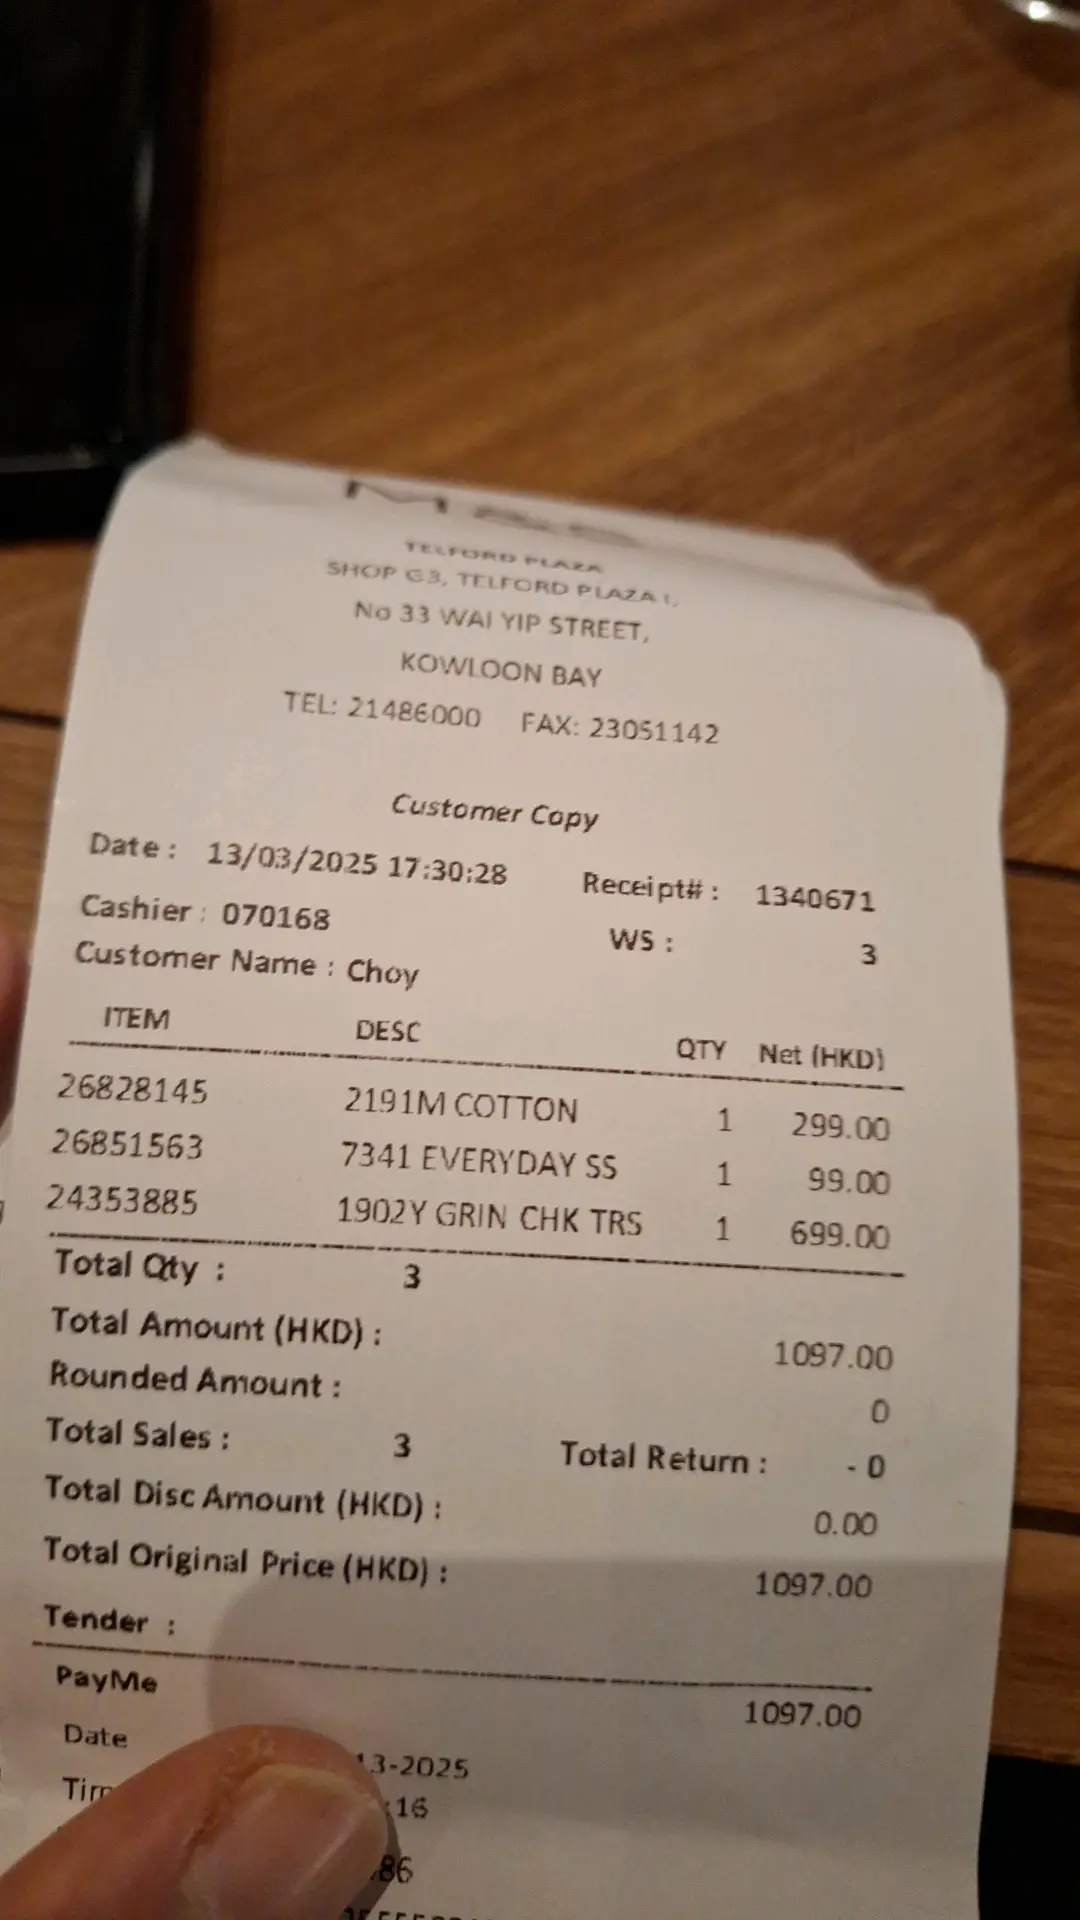 M&S
TELFORD PLAZA
SHOP G3, TELFORD PLAZA I,
No 33 WAI YIP STREET,
KOWLOON BAY
TEL: 21486000 FAX: 23051142
Customer Copy
Date : 13/03/2025 17:30:28 Receipt# : 1340671
Cashier : 070168 WS : 3
Customer Name : Choy
ITEM DESC QTY Net (HKD)
26828145 2191M COTTON 1 299.00
26851563 7341 EVERYDAY SS 1 99.00
24353885 1902Y GRIN CHK TRS 1 699.00
Total Qty : 3
Total Amount (HKD) : 1097.00
Rounded Amount : 0
Total Sales : 3 Total Return : - 0
Total Disc Amount (HKD) : 0.00
Total Original Price (HKD) : 1097.00
Tender :
PayMe 1097.00
Date 13-2025
:16
86